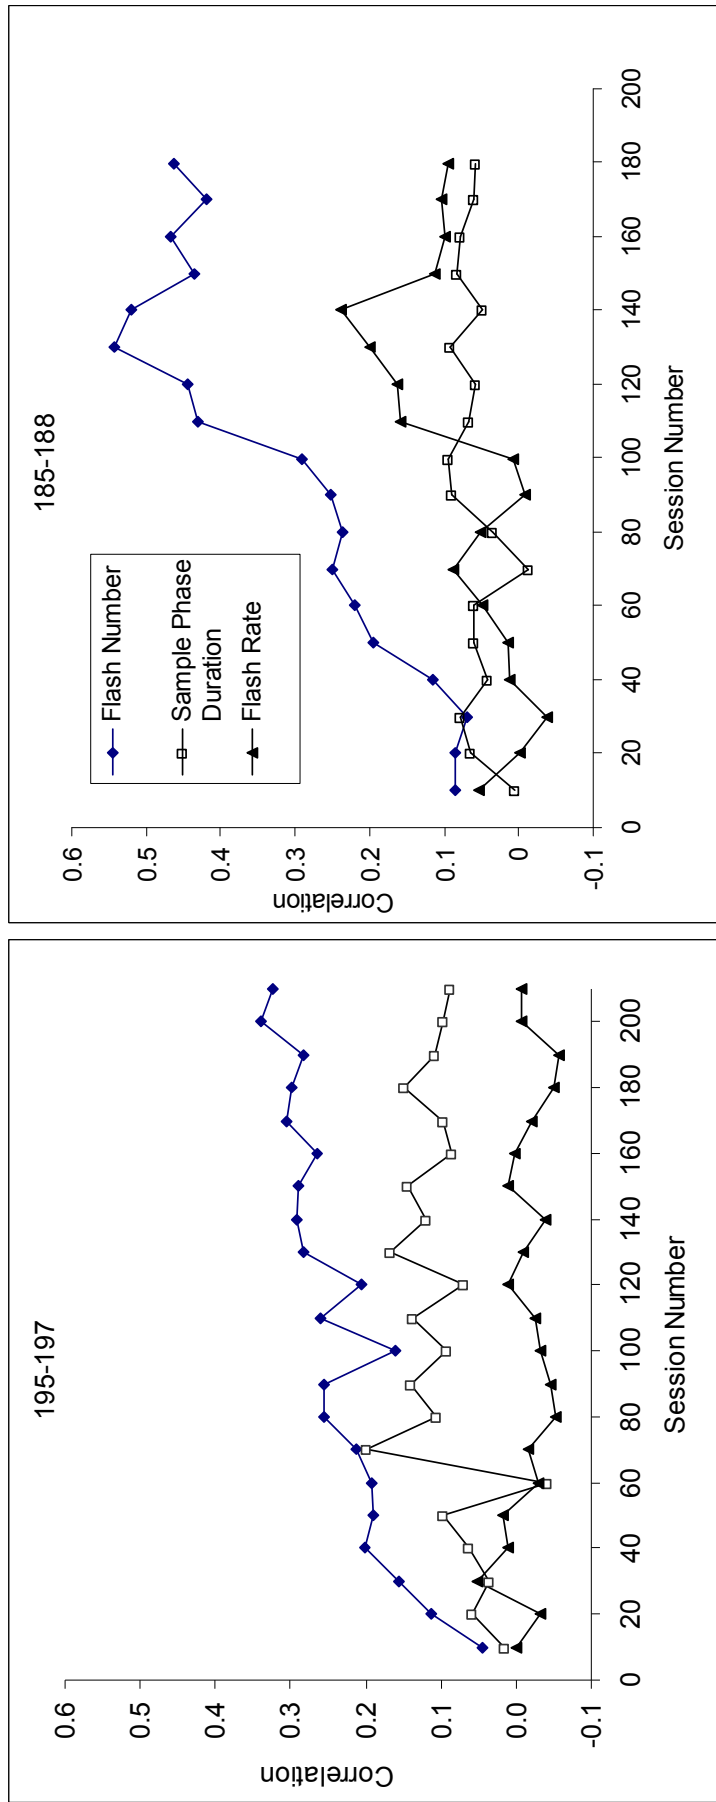 195-197
0.6
0.5
0.4
0.3
0.2
0.1
0.0
-0.1
Correlation
0 20 40 60 80 100 120 140 160 180 200
Session Number
185-188
Flash Number
Sample Phase
Duration
Flash Rate
0.6
0.5
0.4
0.3
0.2
0.1
0
-0.1
Correlation
0 20 40 60 80 100 120 140 160 180 200
Session Number